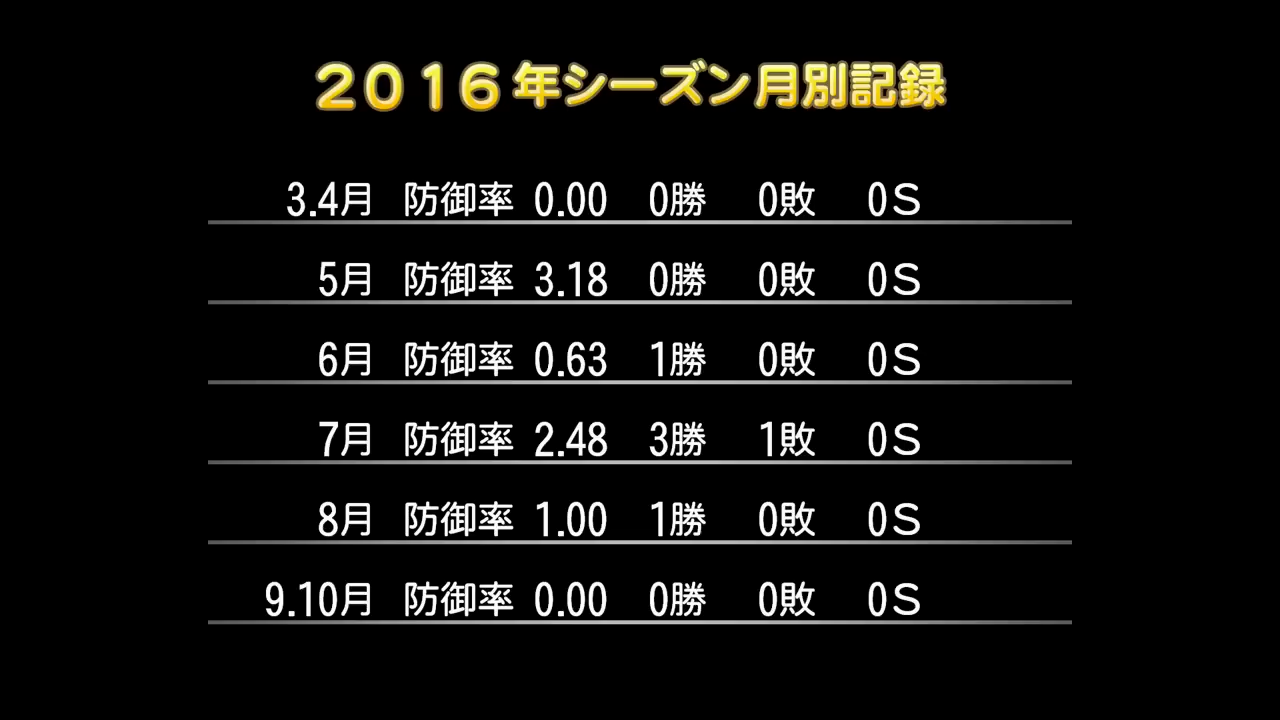 ２０１６年シーズン月別記録
3.4月 防御率 0.00 0勝 0敗 0Ｓ
5月 防御率 3.18 0勝 0敗 0Ｓ
6月 防御率 0.63 1勝 0敗 0Ｓ
7月 防御率 2.48 3勝 1敗 0Ｓ
8月 防御率 1.00 1勝 0敗 0Ｓ
9.10月 防御率 0.00 0勝 0敗 0Ｓ